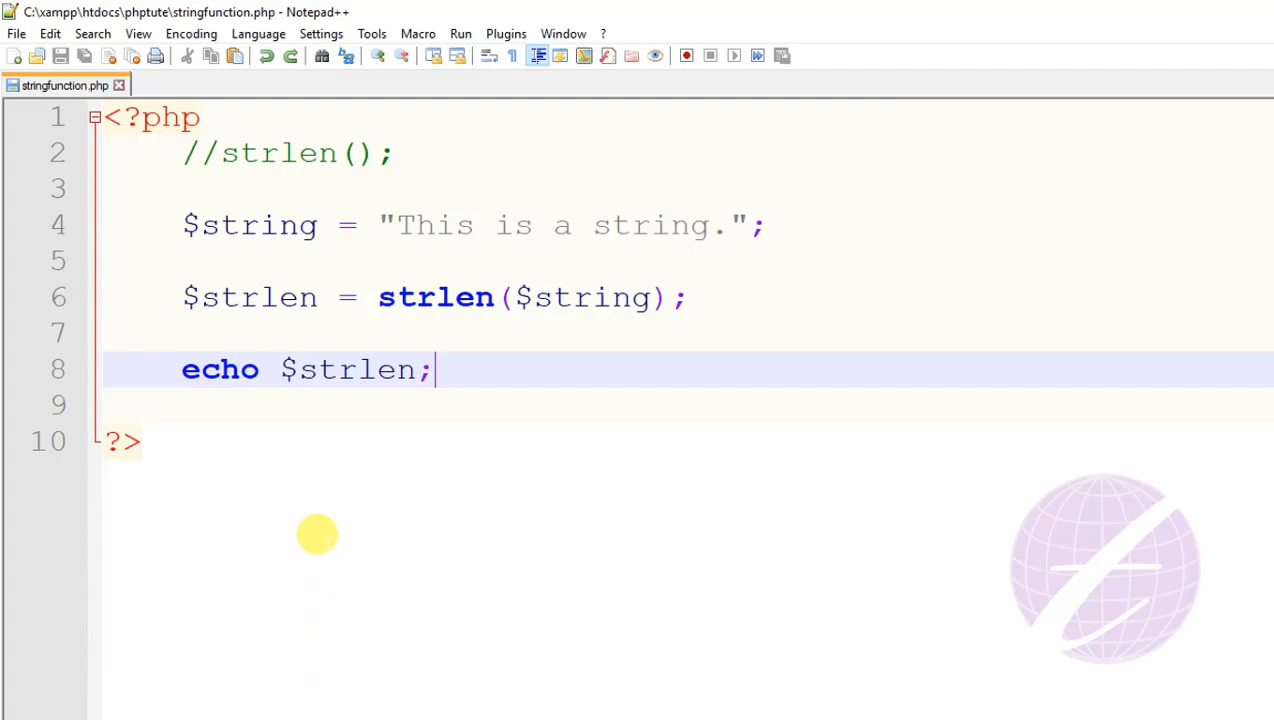 C:\xampp\htdocs\phptute\stringfunction.php - Notepad++
File Edit Search View Encoding Language Settings Tools Macro Run Plugins Window ?
stringfunction.php
1 <?php
2 //strlen();
3
4 $string = "This is a string.";
5
6 $strlen = strlen($string);
7
8 echo $strlen;
9
10 ?>